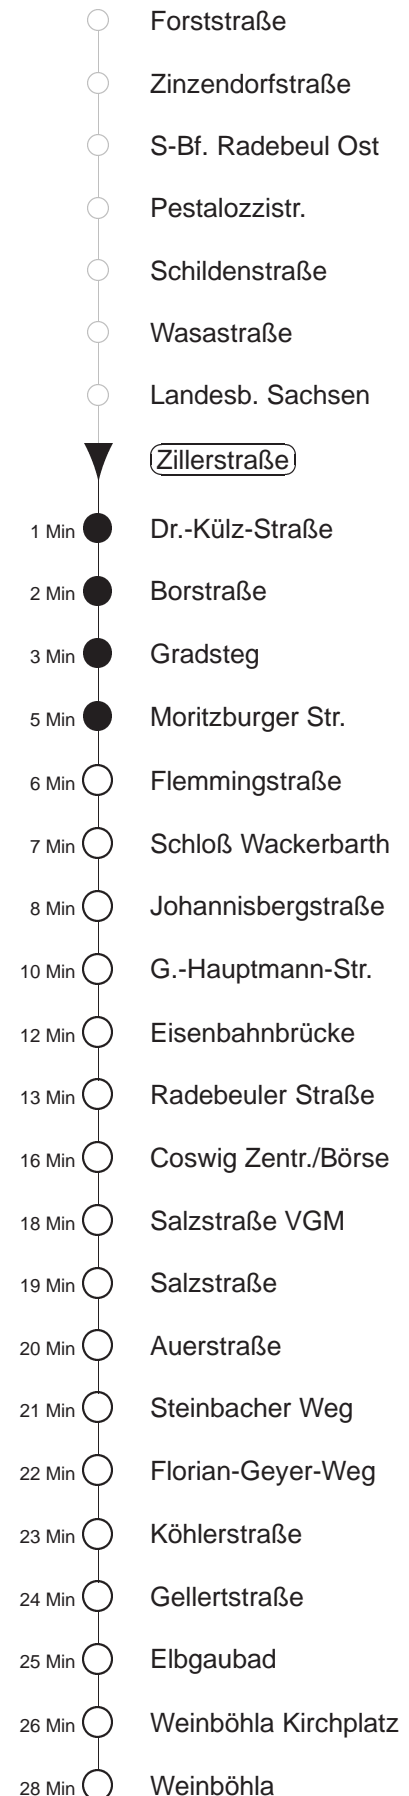 Forststraße
Zinzendorfstraße
S-Bf. Radebeul Ost
Pestalozzistr.
Schildenstraße
Wasastraße
Landesb. Sachsen
Zillerstraße
1 Min Dr.-Külz-Straße
2 Min Borstraße
3 Min Gradsteg
5 Min Moritzburger Str.
6 Min Flemmingstraße
7 Min Schloß Wackerbarth
8 Min Johannisbergstraße
10 Min G.-Hauptmann-Str.
12 Min Eisenbahnbrücke
13 Min Radebeuler Straße
16 Min Coswig Zentr./Börse
18 Min Salzstraße VGM
19 Min Salzstraße
20 Min Auerstraße
21 Min Steinbacher Weg
22 Min Florian-Geyer-Weg
23 Min Köhlerstraße
24 Min Gellertstraße
25 Min Elbgaubad
26 Min Weinböhla Kirchplatz
28 Min Weinböhla